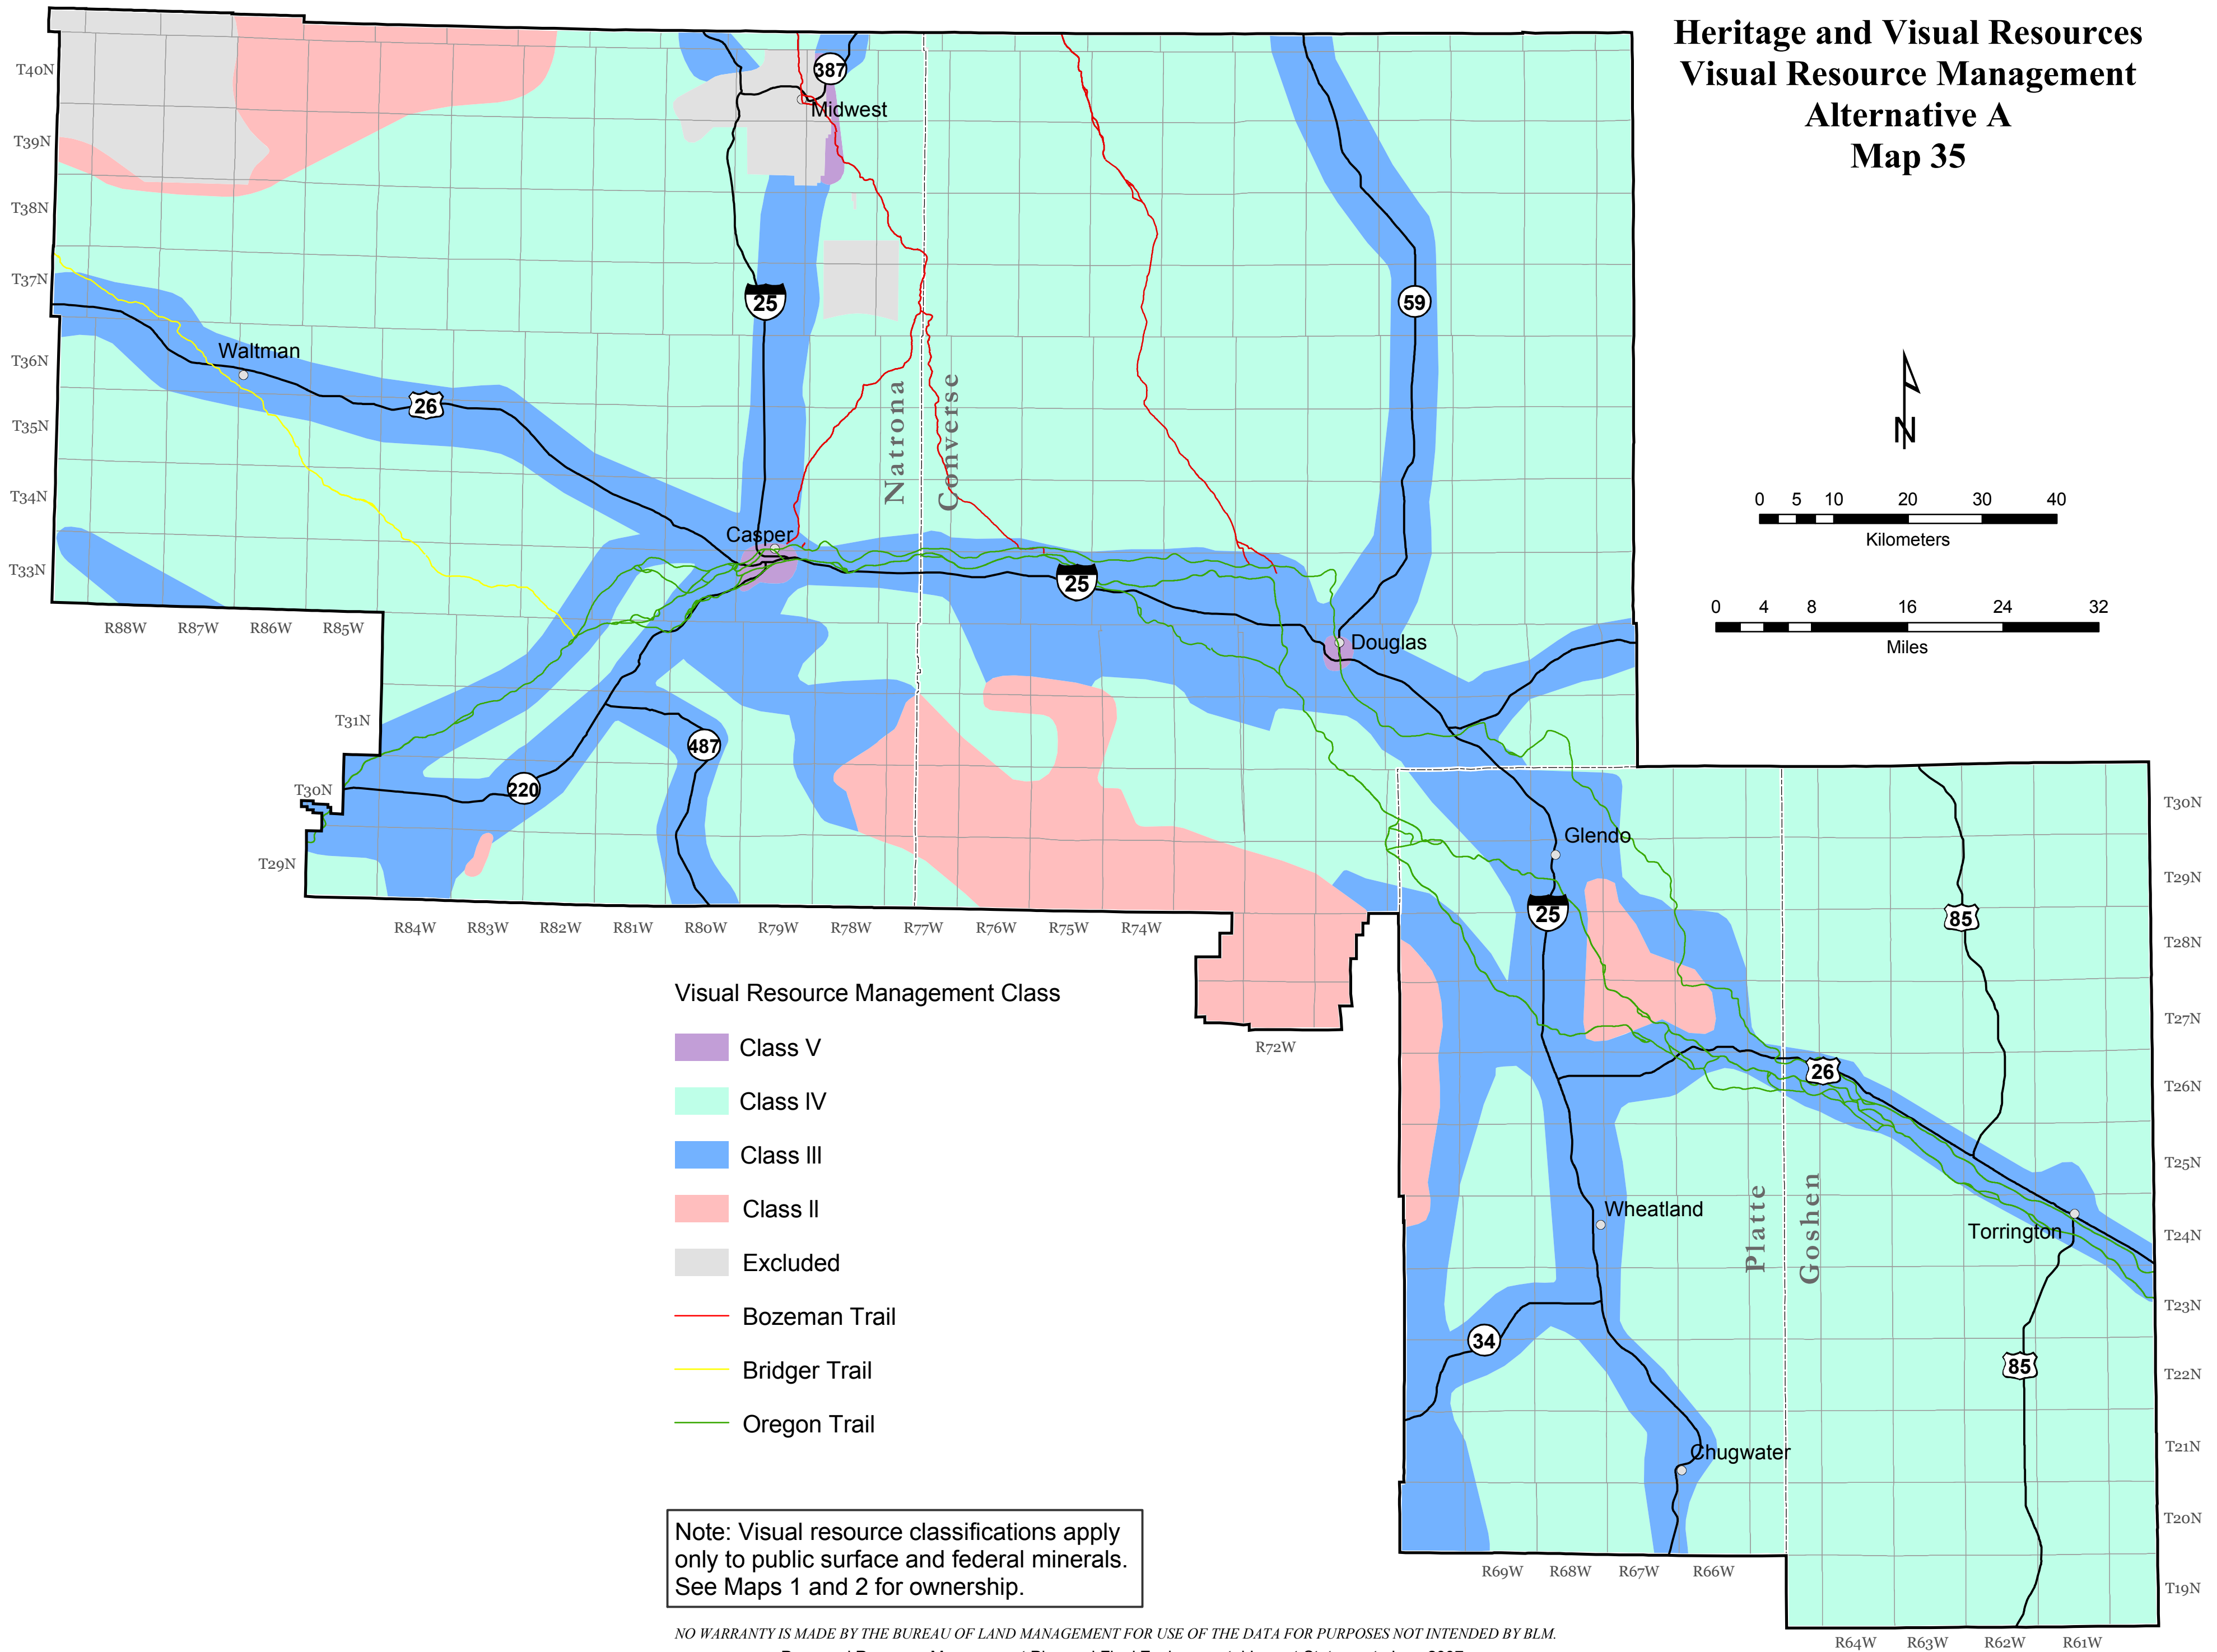 Heritage and Visual Resources
Visual Resource Management
Alternative A
Map 35
T40N
T39N
T38N
T37N
T36N
T35N
T34N
T33N
R88W R87W R86W R85W
T31N
T30N
T29N
R84W R83W R82W R81W R80W R79W R78W R77W R76W R75W R74W
R72W
387
Midwest
25
59
Waltman
26
Natrona
Converse
Casper
25
Douglas
487
220
Glendo
25
85
26
Wheatland
Platte
Goshen
Torrington
34
85
Chugwater
T30N
T29N
T28N
T27N
T26N
T25N
T24N
T23N
T22N
T21N
T20N
T19N
R69W R68W R67W R66W
R64W R63W R62W R61W
N
0 5 10 20 30 40
Kilometers
0 4 8 16 24 32
Miles
Visual Resource Management Class
Class V
Class IV
Class III
Class II
Excluded
Bozeman Trail
Bridger Trail
Oregon Trail
Note: Visual resource classifications apply
only to public surface and federal minerals.
See Maps 1 and 2 for ownership.
NO WARRANTY IS MADE BY THE BUREAU OF LAND MANAGEMENT FOR USE OF THE DATA FOR PURPOSES NOT INTENDED BY BLM.